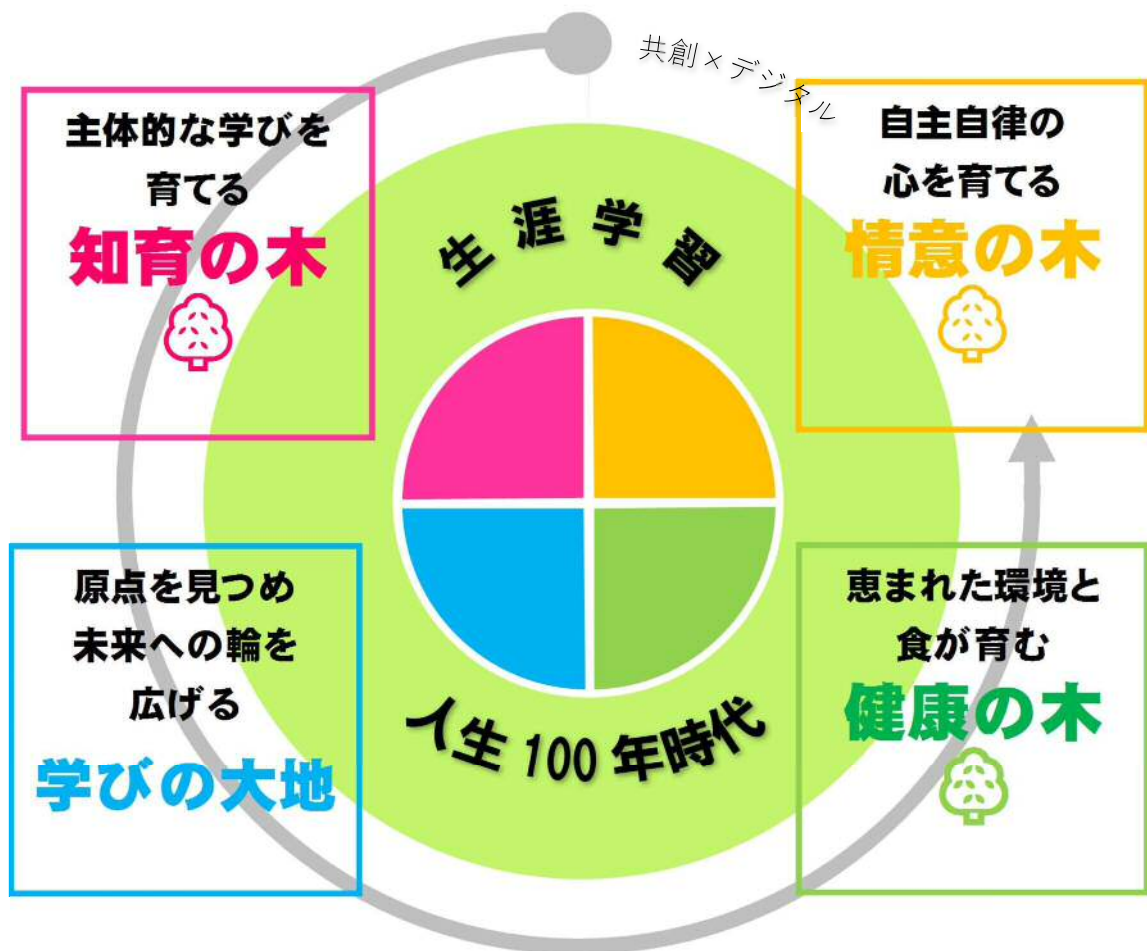 共創×デジタル
主体的な学びを
育てる
知育の木
自主自律の
心を育てる
情意の木
生涯学習
原点を見つめ
未来への輪を
広げる
学びの大地
恵まれた環境と
食が育む
健康の木
人生100年時代